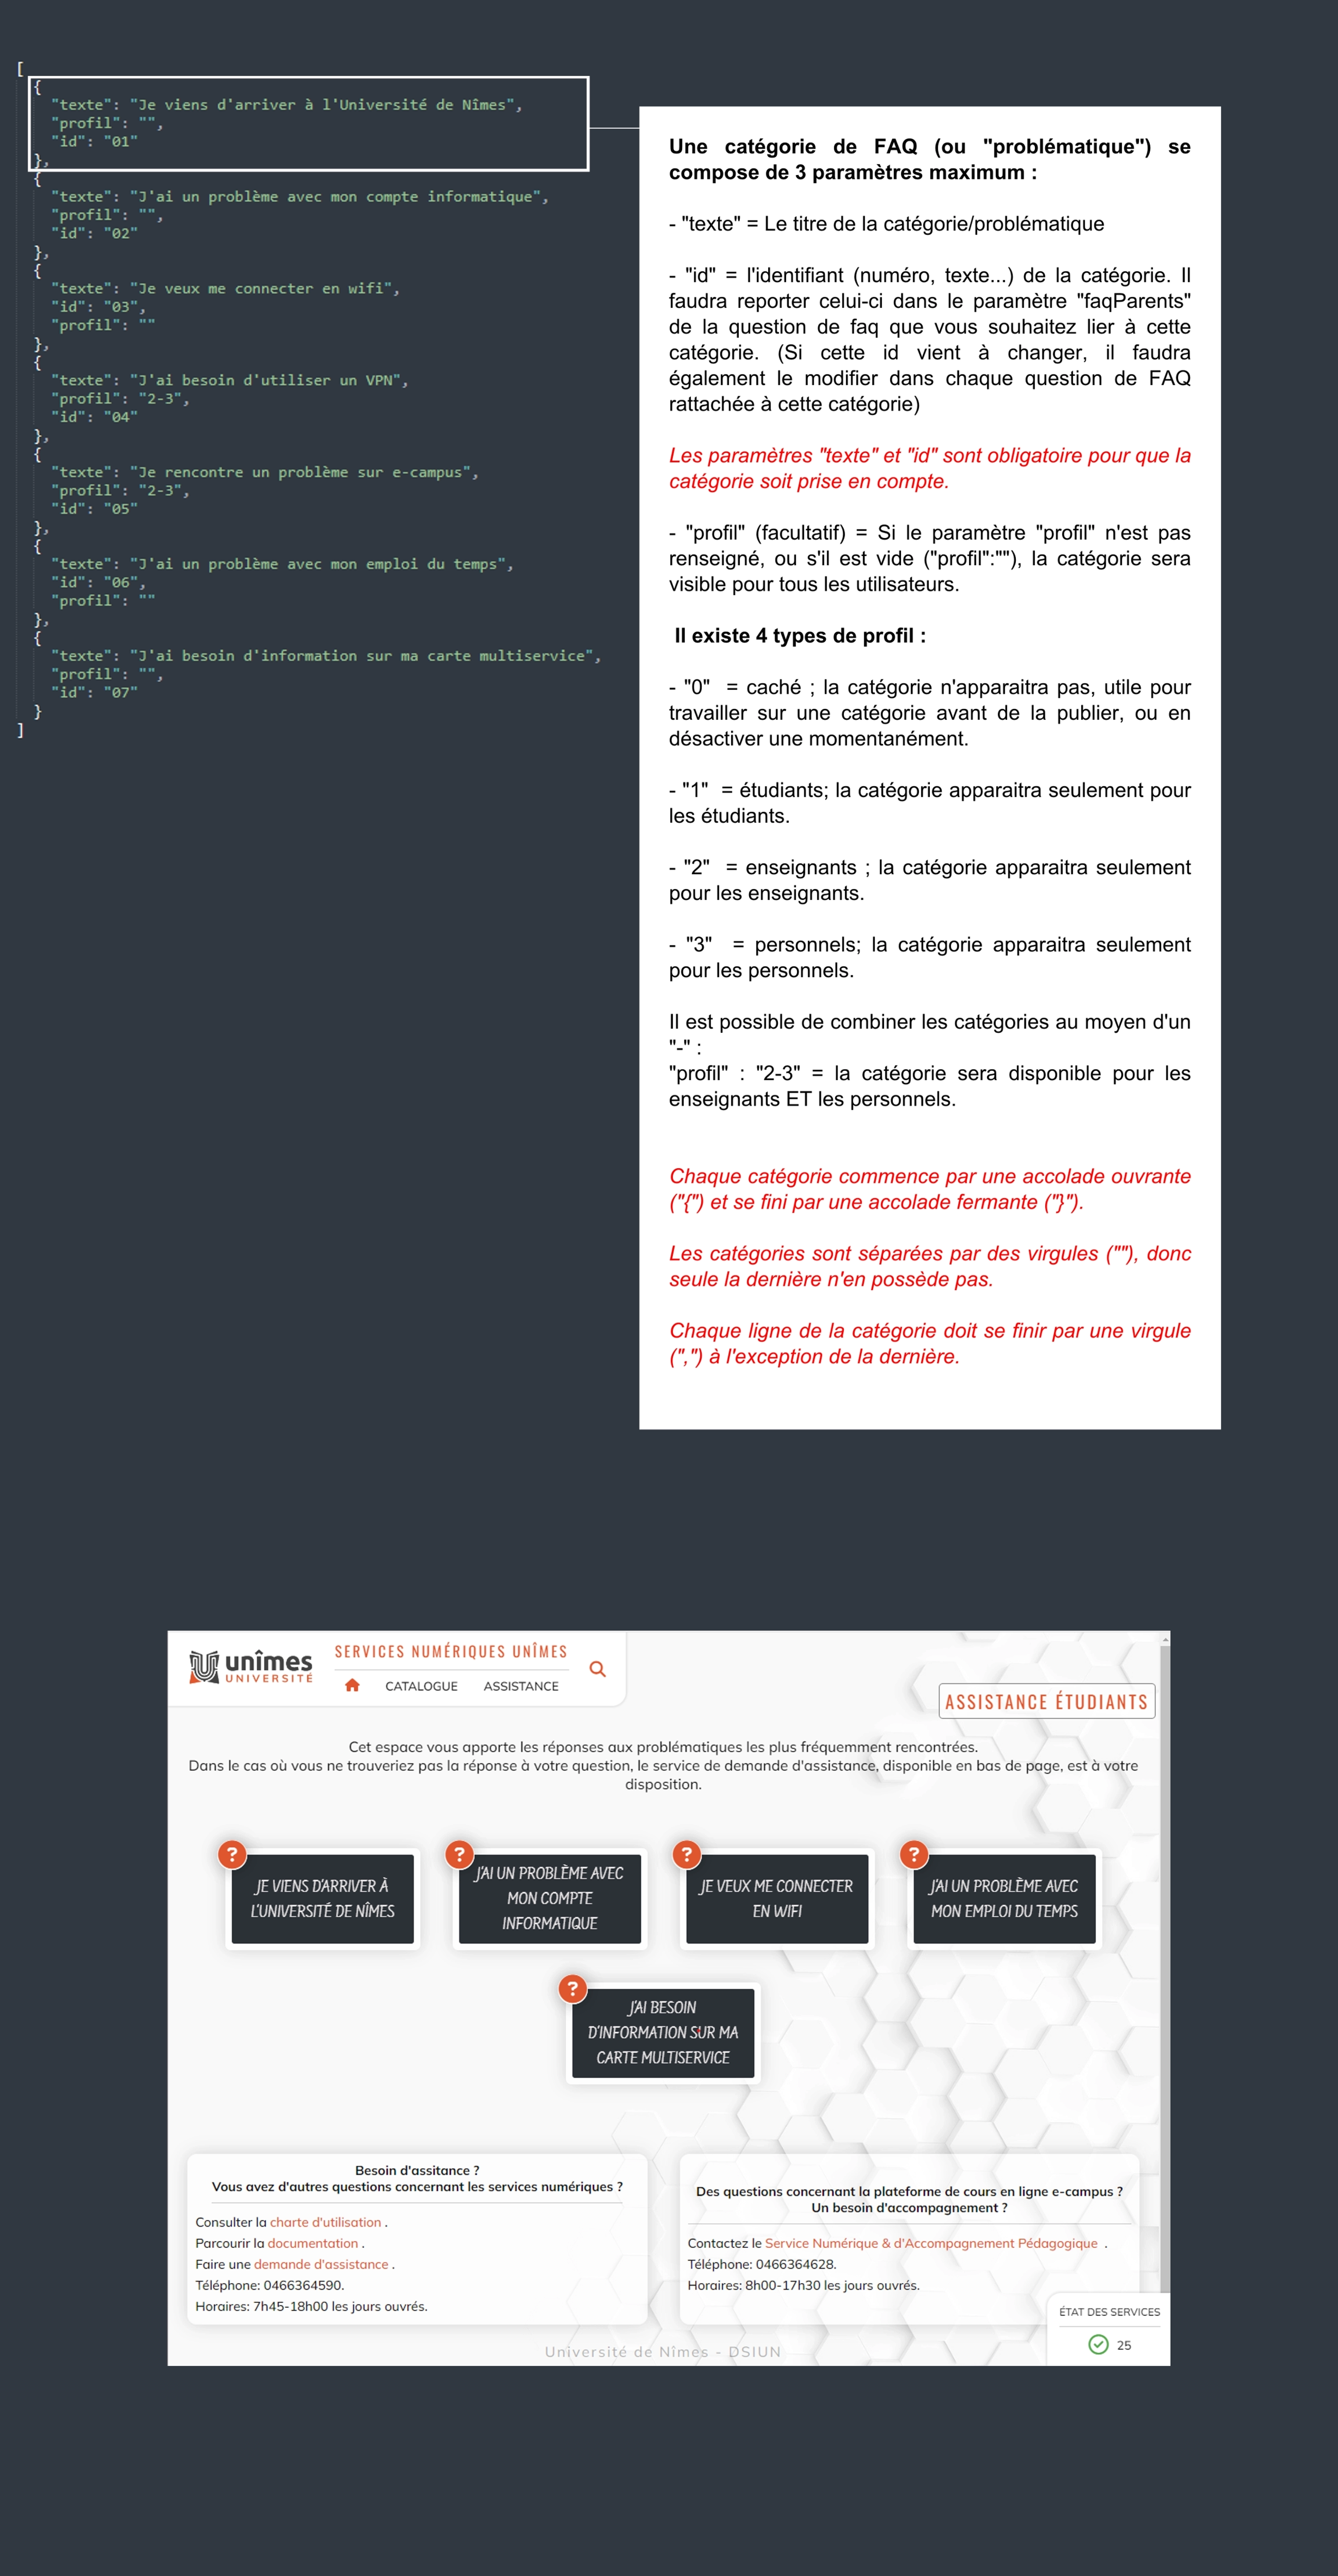 [
{
"texte": "Je viens d'arriver à l'Université de Nîmes",
"profil": "",
"id": "01"
},
{
"texte": "J'ai un problème avec mon compte informatique",
"profil": "",
"id": "02"
},
{
"texte": "Je veux me connecter en wifi",
"id": "03",
"profil": ""
},
{
"texte": "J'ai besoin d'utiliser un VPN",
"profil": "2-3",
"id": "04"
},
{
"texte": "Je rencontre un problème sur e-campus",
"profil": "2-3",
"id": "05"
},
{
"texte": "J'ai un problème avec mon emploi du temps",
"id": "06",
"profil": ""
},
{
"texte": "J'ai besoin d'information sur ma carte multiservice",
"profil": "",
"id": "07"
}
]
Une catégorie de FAQ (ou "problématique") se
compose de 3 paramètres maximum :
- "texte" = Le titre de la catégorie/problématique
- "id" = l'identifiant (numéro, texte...) de la catégorie. Il
faudra reporter celui-ci dans le paramètre "faqParents"
de la question de faq que vous souhaitez lier à cette
catégorie. (Si cette id vient à changer, il faudra
également le modifier dans chaque question de FAQ
rattachée à cette catégorie)
Les paramètres "texte" et "id" sont obligatoire pour que la
catégorie soit prise en compte.
- "profil" (facultatif) = Si le paramètre "profil" n'est pas
renseigné, ou s'il est vide ("profil":""), la catégorie sera
visible pour tous les utilisateurs.
Il existe 4 types de profil :
- "0" = caché ; la catégorie n'apparaitra pas, utile pour
travailler sur une catégorie avant de la publier, ou en
désactiver une momentanément.
- "1" = étudiants; la catégorie apparaitra seulement pour
les étudiants.
- "2" = enseignants ; la catégorie apparaitra seulement
pour les enseignants.
- "3" = personnels; la catégorie apparaitra seulement
pour les personnels.
Il est possible de combiner les catégories au moyen d'un
"-" :
"profil" : "2-3" = la catégorie sera disponible pour les
enseignants ET les personnels.
Chaque catégorie commence par une accolade ouvrante
("{") et se fini par une accolade fermante ("}").
Les catégories sont séparées par des virgules (""), donc
seule la dernière n'en possède pas.
Chaque ligne de la catégorie doit se finir par une virgule
(",") à l'exception de la dernière.
unîmes
UNIVERSITÉ
SERVICES NUMÉRIQUES UNÎMES
CATALOGUE ASSISTANCE
ASSISTANCE ÉTUDIANTS
Cet espace vous apporte les réponses aux problématiques les plus fréquemment rencontrées.
Dans le cas où vous ne trouveriez pas la réponse à votre question, le service de demande d'assistance, disponible en bas de page, est à votre
disposition.
?
JE VIENS D'ARRIVER À
L'UNIVERSITÉ DE NÎMES
?
J'AI UN PROBLÈME AVEC
MON COMPTE
INFORMATIQUE
?
JE VEUX ME CONNECTER
EN WIFI
?
J'AI UN PROBLÈME AVEC
MON EMPLOI DU TEMPS
?
J'AI BESOIN
D'INFORMATION SUR MA
CARTE MULTISERVICE
Besoin d'assitance ?
Vous avez d'autres questions concernant les services numériques ?
Consulter la charte d'utilisation .
Parcourir la documentation .
Faire une demande d'assistance .
Téléphone: 0466364590.
Horaires: 7h45-18h00 les jours ouvrés.
Des questions concernant la plateforme de cours en ligne e-campus ?
Un besoin d'accompagnement ?
Contactez le Service Numérique & d'Accompagnement Pédagogique .
Téléphone: 0466364628.
Horaires: 8h00-17h30 les jours ouvrés.
ÉTAT DES SERVICES
25
Université de Nîmes - DSIUN